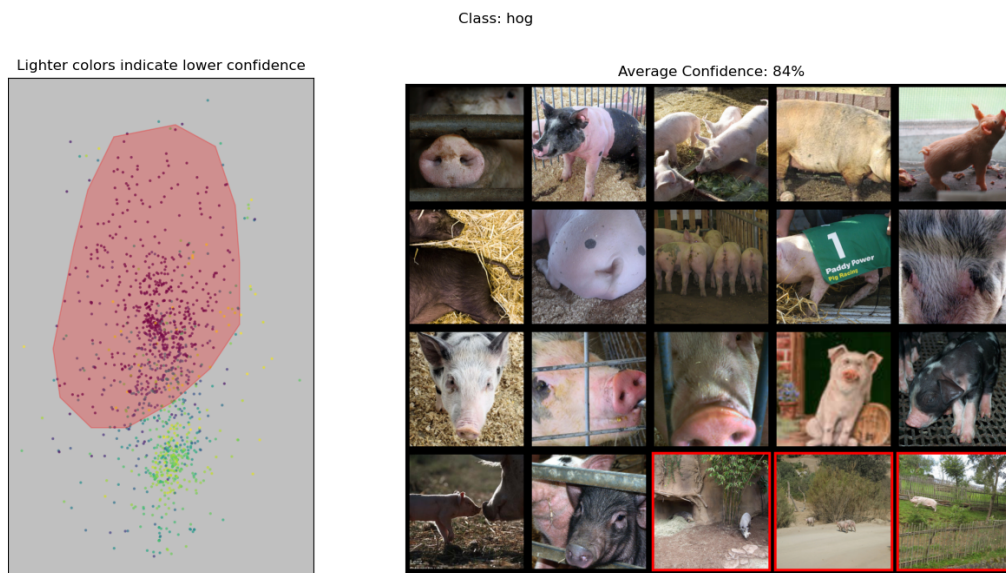 Class: hog
Lighter colors indicate lower confidence
Average Confidence: 84%
1
Paddy Power
Pig Racing